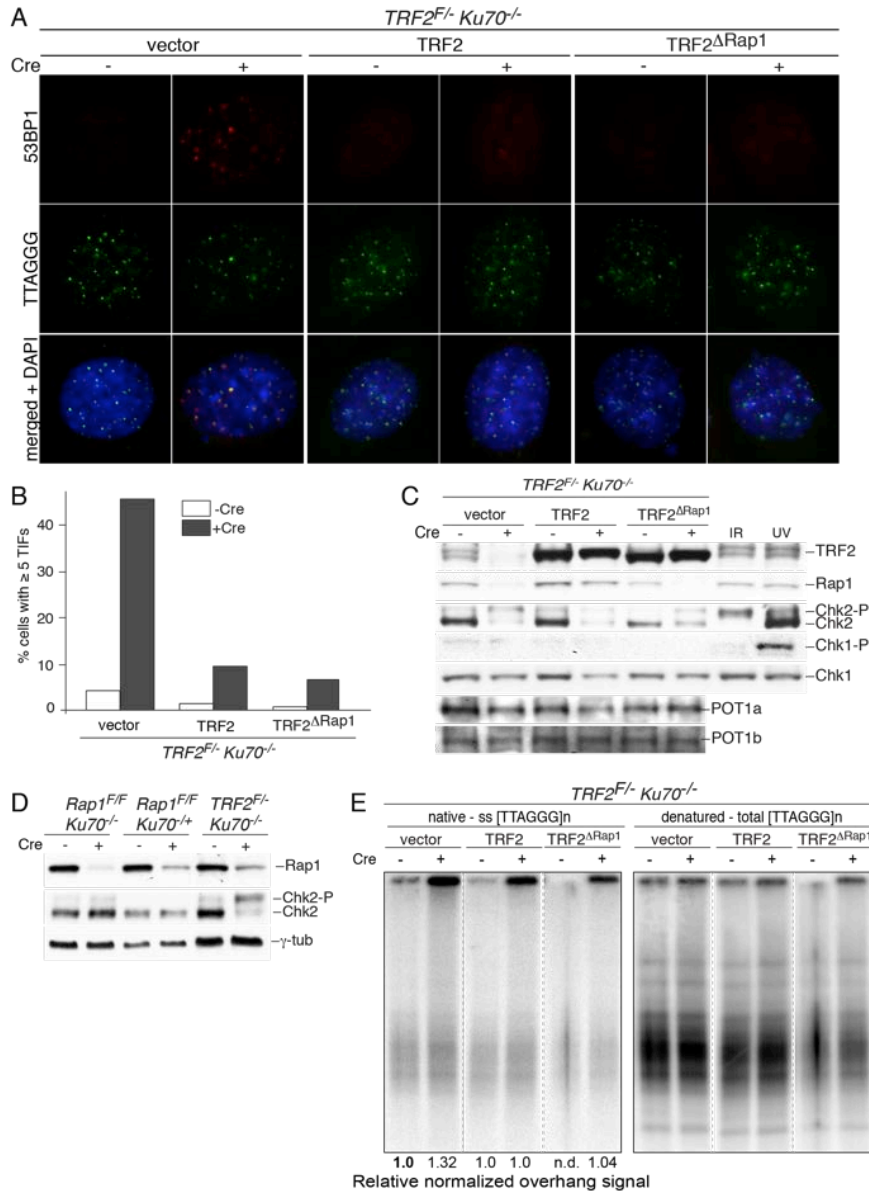 A
TRF2F/- Ku70-/-
vector TRF2 TRF2ΔRap1
Cre - + - + - +
53BP1
TTAGGG
merged + DAPI
B
% cells with ≥ 5 TIFs
40
30
20
10
0
-Cre
+Cre
vector TRF2 TRF2ΔRap1
TRF2F/- Ku70-/-
C
TRF2F/- Ku70-/-
vector TRF2 TRF2ΔRap1
Cre - + - + - + IR UV
TRF2
Rap1
Chk2-P
Chk2
Chk1-P
Chk1
POT1a
POT1b
D
Rap1F/F Rap1F/F TRF2F/-
Ku70-/- Ku70-/+ Ku70-/-
Cre - + - + - +
Rap1
Chk2-P
Chk2
γ-tub
E
TRF2F/- Ku70-/-
native - ss [TTAGGG]n denatured - total [TTAGGG]n
vector TRF2 TRF2ΔRap1 vector TRF2 TRF2ΔRap1
Cre - + - + - + - + - + - +
1.0 1.32 1.0 1.0 n.d. 1.04
Relative normalized overhang signal